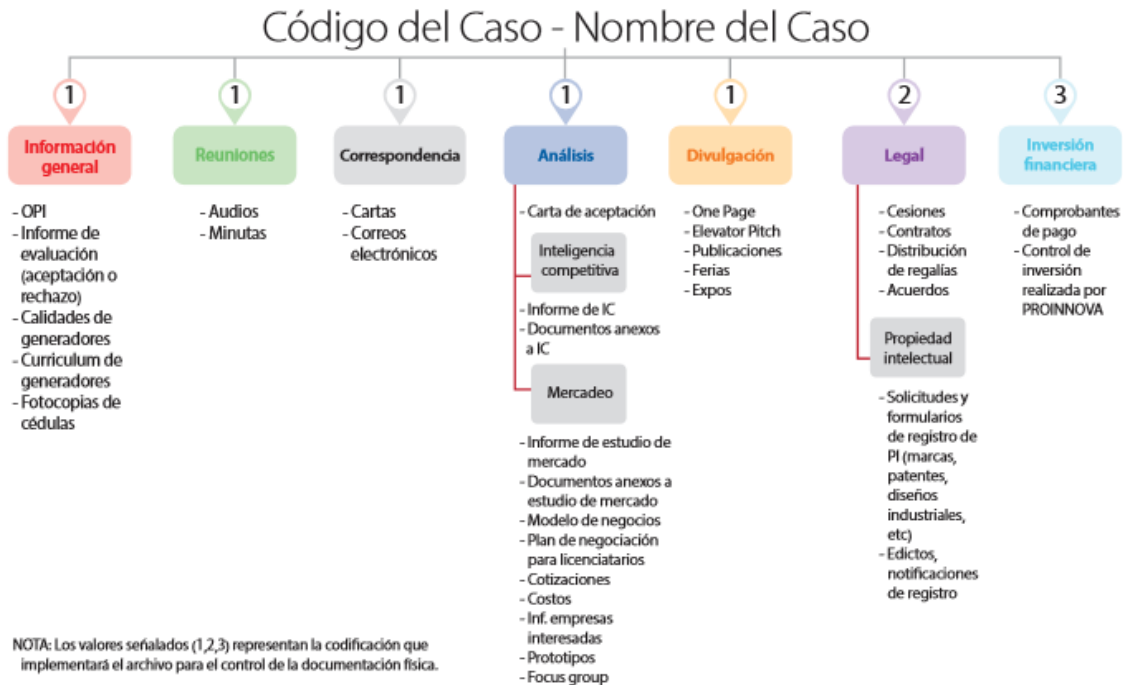 Código del Caso - Nombre del Caso
1
1
1
1
1
2
3
Información
general
Reuniones
Correspondencia
Análisis
Divulgación
Legal
Inversión
financiera
- OPI
- Informe de
evaluación
(aceptación o
rechazo)
- Calidades de
generadores
- Curriculum de
generadores
- Fotocopias de
cédulas
- Audios
- Minutas
- Cartas
- Correos
electrónicos
- Carta de aceptación
Inteligencia
competitiva
- Informe de IC
- Documentos anexos
a IC
Mercadeo
- Informe de estudio de
mercado
- Documentos anexos a
estudio de mercado
- Modelo de negocios
- Plan de negociación
para licenciatarios
- Cotizaciones
- Costos
- Inf. empresas
interesadas
- Prototipos
- Focus group
- One Page
- Elevator Pitch
- Publicaciones
- Ferias
- Expos
- Cesiones
- Contratos
- Distribución
de regalías
- Acuerdos
Propiedad
intelectual
- Solicitudes y
formularios
de registro de
PI (marcas,
patentes,
diseños
industriales,
etc)
- Edictos,
notificaciones
de registro
- Comprobantes
de pago
- Control de
inversión
realizada por
PROINNOVA
NOTA: Los valores señalados (1,2,3) representan la codificación que
implementará el archivo para el control de la documentación física.